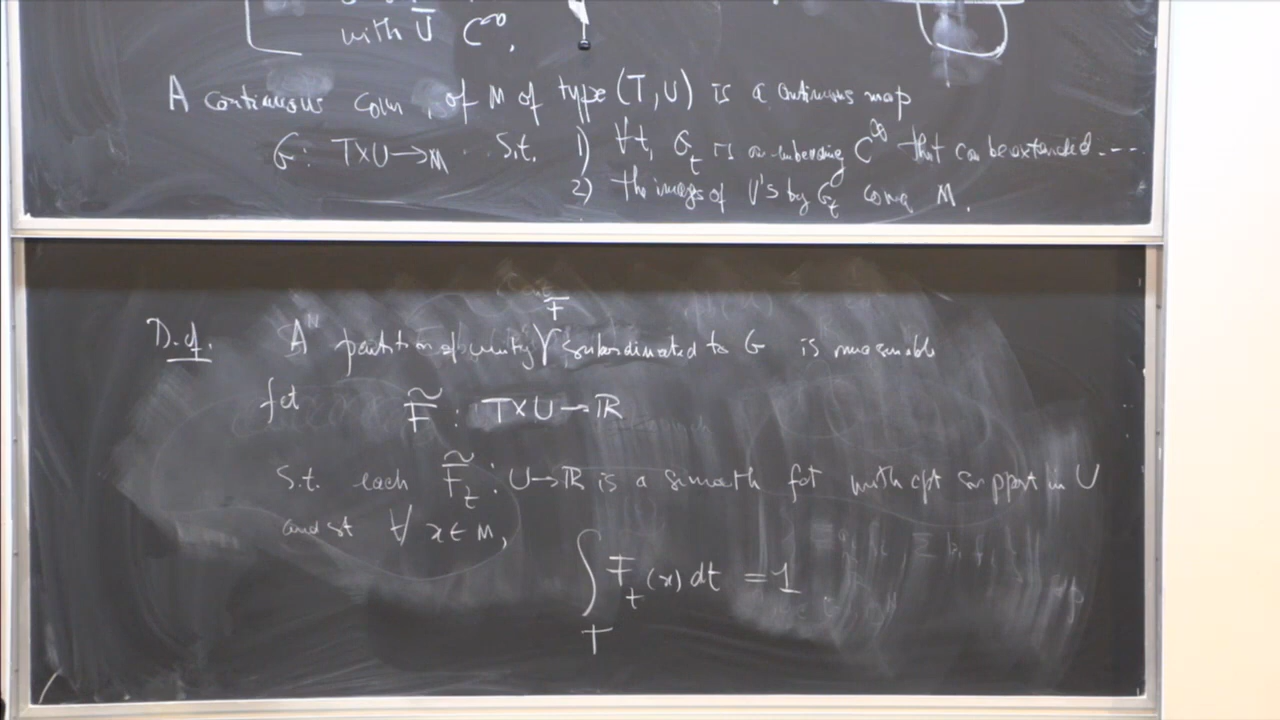 with Ū C^∞.
A continuous cov. of M of type (T, U) is a continuous map
G: T×U→M s.t. 1) ∀t, G_t is an embedding C^∞ that can be extended ....
2) the images of U's by G_t cover M.
F
Def. A partition of unity γ subordinated to G is measurable
fct F̃ : T×U→ℝ
s.t. each F̃_t : U→ℝ is a smooth fct with cpt support in U
and st ∀ x∈M,
∫_T F_t(x) dt = 1